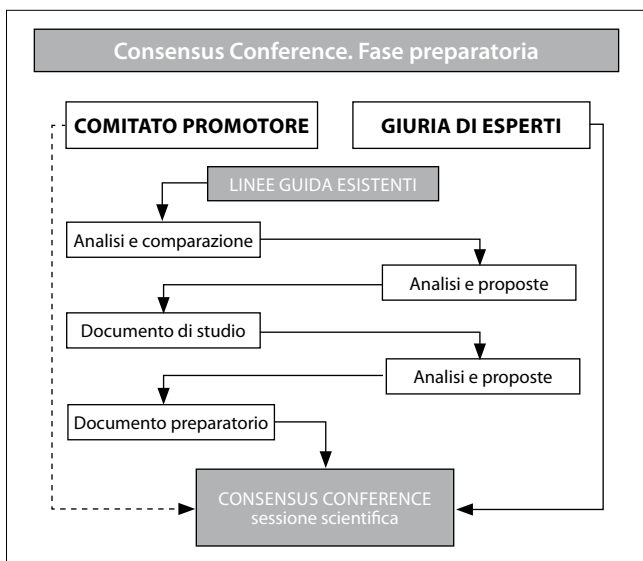 Consensus Conference. Fase preparatoria
COMITATO PROMOTORE
GIURIA DI ESPERTI
LINEE GUIDA ESISTENTI
Analisi e comparazione
Analisi e proposte
Documento di studio
Analisi e proposte
Documento preparatorio
CONSENSUS CONFERENCE
sessione scientifica